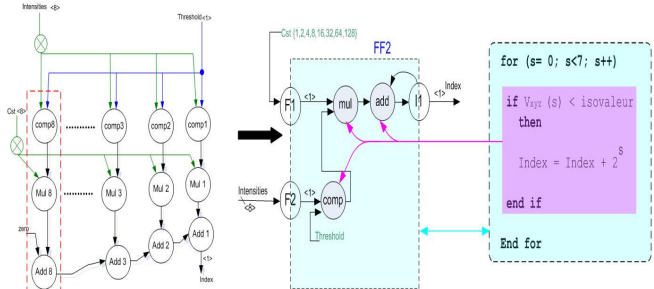 Intensities <8>
Threshold<1>
Cst <8>
comp8
comp3
comp2
comp1
Mul 8
Mul 3
Mul 2
Mul 1
zero
Add 8
Add 3
Add 2
Add 1
<1>
Index
Cst {1,2,4,8,16,32,64,128}
FF2
F1
<1>
mul
add
I1
Index
<1>
Intensities
<8>
F2
<1>
comp
Threshold
for (s= 0; s<7; s++)
if Vxyz (s) < isovaleur
then
Index = Index + 2s
end if
End for